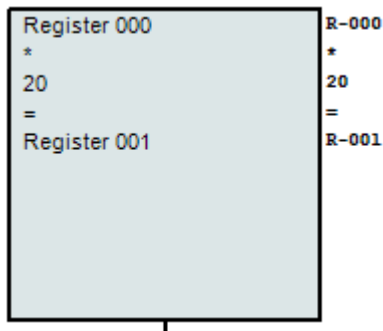 Register 000 R-000
* *
20 20
= =
Register 001 R-001